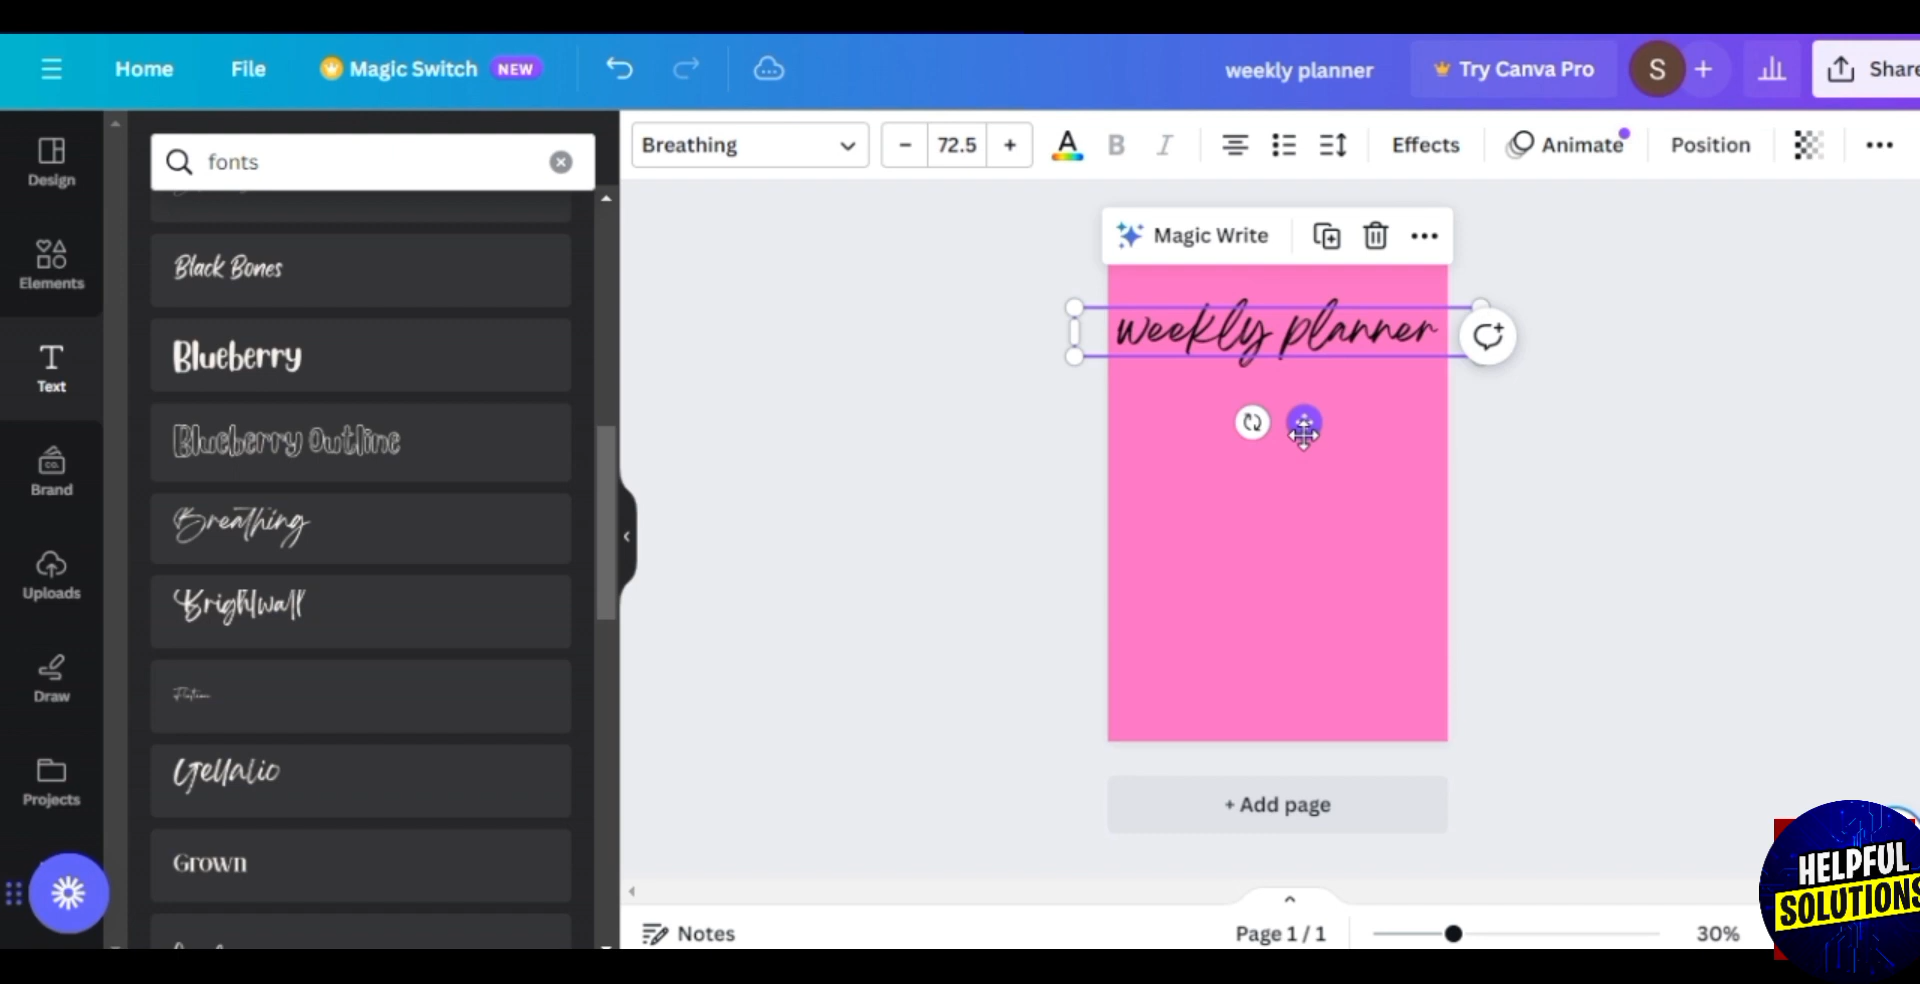 Home File Magic Switch NEW weekly planner Try Canva Pro S + Share
Design
Elements
Text
Brand
Uploads
Draw
Projects
fonts
Black Bones
Blueberry
Blueberry Outline
Breathing
Brightwall
Gellatio
Grown
Breathing - 72.5 + A B I Effects Animate Position
Magic Write
weekly planner
+ Add page
Notes Page 1 / 1 30%
HELPFUL
SOLUTIONS